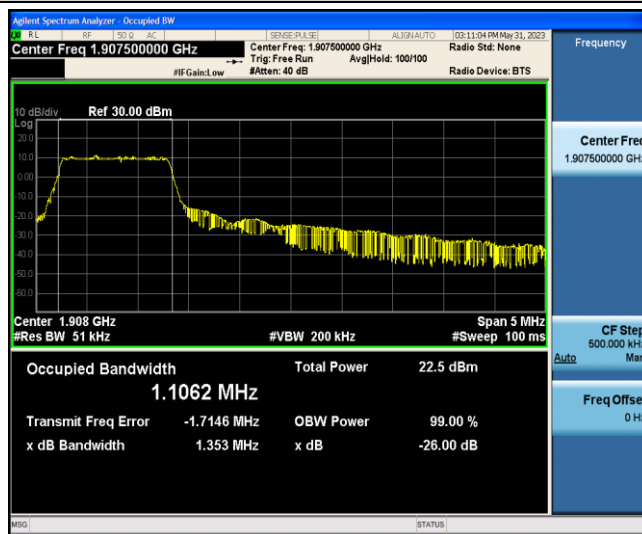 Agilent Spectrum Analyzer - Occupied BW
RL RF 50 Ω AC SENSE:PULSE ALIGN AUTO 03:11:04 PM May 31, 2023
Center Freq 1.907500000 GHz Center Freq: 1.907500000 GHz Radio Std: None Frequency
Trig: Free Run Avg|Hold: 100/100
#IFGain:Low #Atten: 40 dB Radio Device: BTS
10 dB/div Ref 30.00 dBm
Log
20.0
10.0
0.00
-10.0
-20.0
-30.0
-40.0
-50.0
-60.0
Center Freq
1.907500000 GHz
Center 1.908 GHz Span 5 MHz
#Res BW 51 kHz #VBW 200 kHz #Sweep 100 ms
CF Step
500.000 kHz
Auto Man
Occupied Bandwidth Total Power 22.5 dBm
1.1062 MHz
Transmit Freq Error -1.7146 MHz OBW Power 99.00 %
x dB Bandwidth 1.353 MHz x dB -26.00 dB
Freq Offse
0 Hz
MSG STATUS